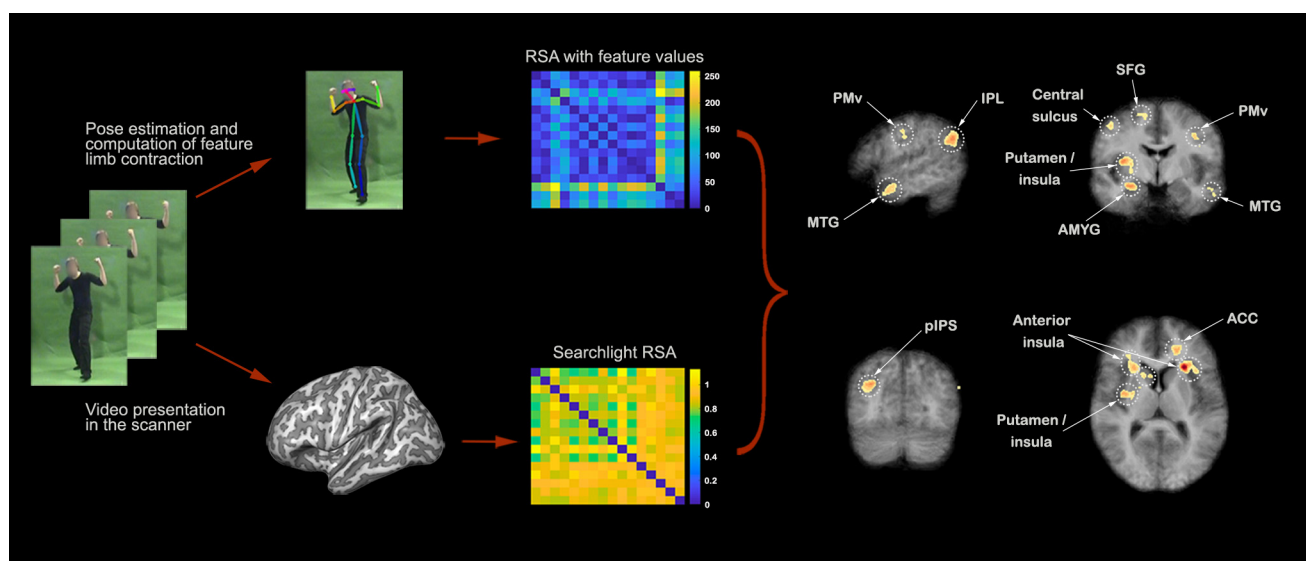 Pose estimation and
computation of feature
limb contraction
Video presentation
in the scanner
RSA with feature values
250
200
150
100
50
0
Searchlight RSA
1
0.8
0.6
0.4
0.2
0
PMv
IPL
MTG
SFG
Central
sulcus
PMv
Putamen /
insula
AMYG
MTG
pIPS
Anterior
insula
ACC
Putamen /
insula